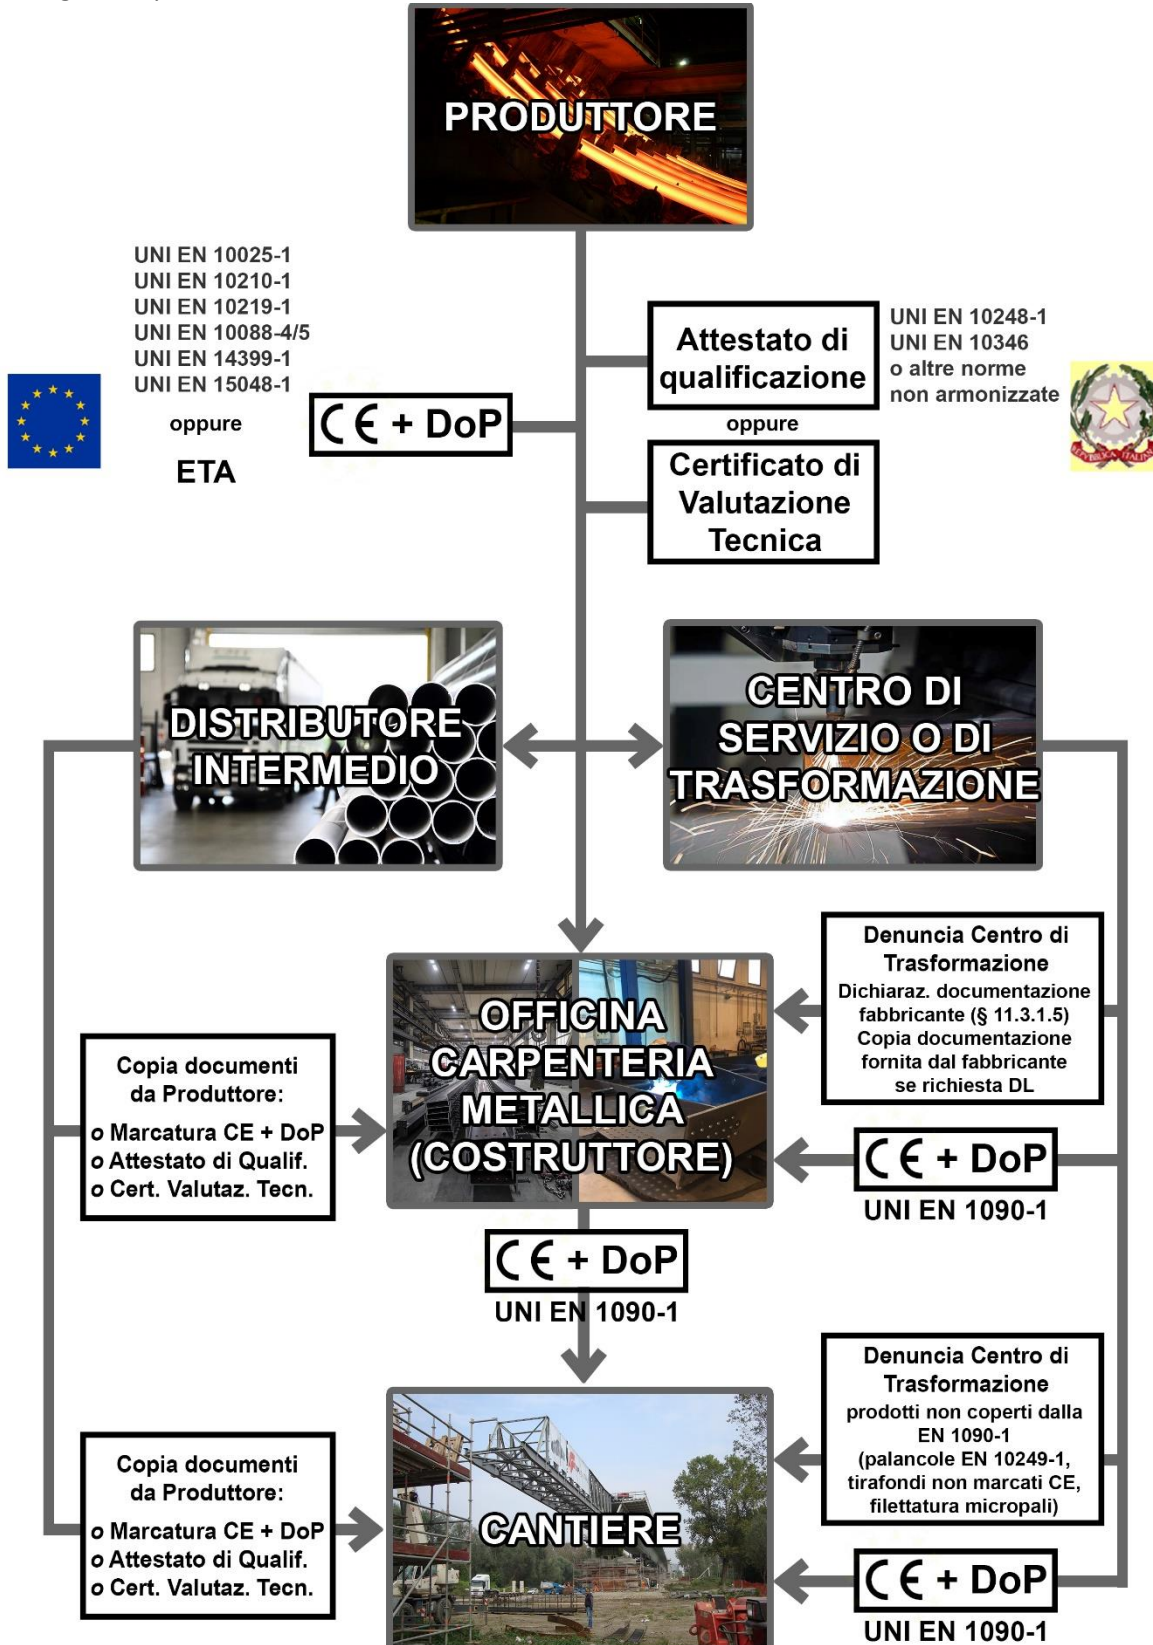 PRODUTTORE
UNI EN 10025-1
UNI EN 10210-1
UNI EN 10219-1
UNI EN 10088-4/5
UNI EN 14399-1
UNI EN 15048-1
oppure
ETA
CE + DoP
Attestato di
qualificazione
oppure
Certificato di
Valutazione
Tecnica
UNI EN 10248-1
UNI EN 10346
o altre norme
non armonizzate
REPVBBLICA ITALIANA
DISTRIBUTORE
INTERMEDIO
CENTRO DI
SERVIZIO O DI
TRASFORMAZIONE
OFFICINA
CARPENTERIA
METALLICA
(COSTRUTTORE)
Denuncia Centro di
Trasformazione
Dichiaraz. documentazione
fabbricante (§ 11.3.1.5)
Copia documentazione
fornita dal fabbricante
se richiesta DL
Copia documenti
da Produttore:
o Marcatura CE + DoP
o Attestato di Qualif.
o Cert. Valutaz. Tecn.
CE + DoP
UNI EN 1090-1
CE + DoP
UNI EN 1090-1
Denuncia Centro di
Trasformazione
prodotti non coperti dalla
EN 1090-1
(palancole EN 10249-1,
tirafondi non marcati CE,
filettatura micropali)
Copia documenti
da Produttore:
o Marcatura CE + DoP
o Attestato di Qualif.
o Cert. Valutaz. Tecn.
CANTIERE
CE + DoP
UNI EN 1090-1